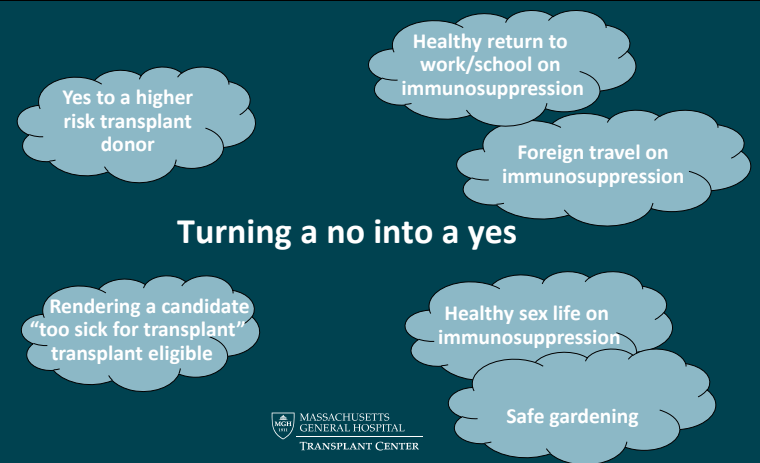 Healthy return to
work/school on
immunosuppression
Yes to a higher
risk transplant
donor
Foreign travel on
immunosuppression
Turning a no into a yes
Rendering a candidate
“too sick for transplant”
transplant eligible
Healthy sex life on
immunosuppression
Safe gardening
MGH
1811
MASSACHUSETTS
GENERAL HOSPITAL
TRANSPLANT CENTER